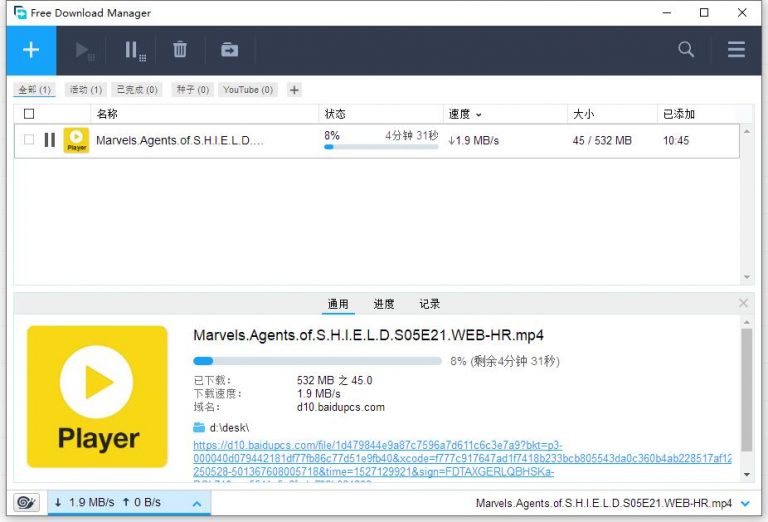 Free Download Manager
全部 (1) 活动 (1) 已完成 (0) 种子 (0) YouTube (0)
名称 状态 速度 大小 已添加
Player Marvels.Agents.of.S.H.I.E.L.D.... 8% 4分钟 31秒 ↓1.9 MB/s 45 / 532 MB 10:45
通用 进度 记录
Marvels.Agents.of.S.H.I.E.L.D.S05E21.WEB-HR.mp4
8% (剩余4分钟 31秒)
已下载: 532 MB 之 45.0
下载速度: 1.9 MB/s
域名: d10.baidupcs.com
Player
d:\desk\
https://d10.baidupcs.com/file/1d479844e9a87c7596a7d611c6c3e7a9?bkt=p3-
000040d079442181df77fb86c77d51e9fb40&xcode=f777c917647ad1f7418b233bcb805543da0c360b4ab228517af12
250528-501367608005718&time=1527129921&sign=FDTAXGERLQBHSKa-
↓ 1.9 MB/s ↑ 0 B/s
Marvels.Agents.of.S.H.I.E.L.D.S05E21.WEB-HR.mp4